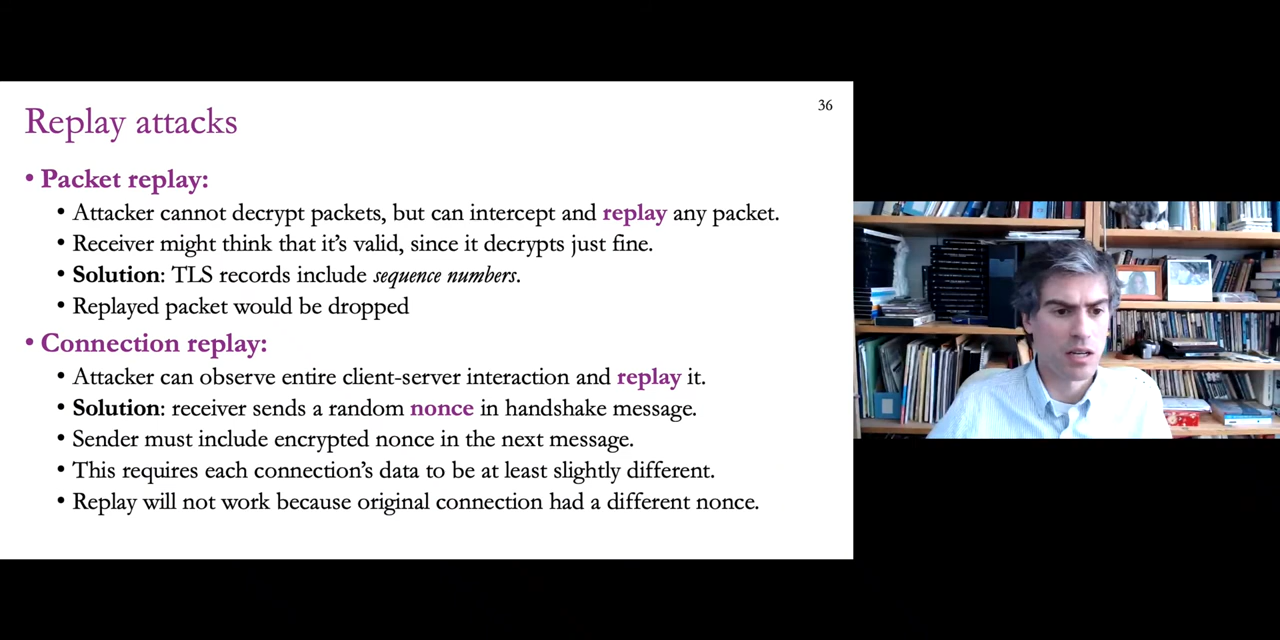 36
Replay attacks
• Packet replay:
• Attacker cannot decrypt packets, but can intercept and replay any packet.
• Receiver might think that it's valid, since it decrypts just fine.
• Solution: TLS records include sequence numbers.
• Replayed packet would be dropped
• Connection replay:
• Attacker can observe entire client-server interaction and replay it.
• Solution: receiver sends a random nonce in handshake message.
• Sender must include encrypted nonce in the next message.
• This requires each connection's data to be at least slightly different.
• Replay will not work because original connection had a different nonce.